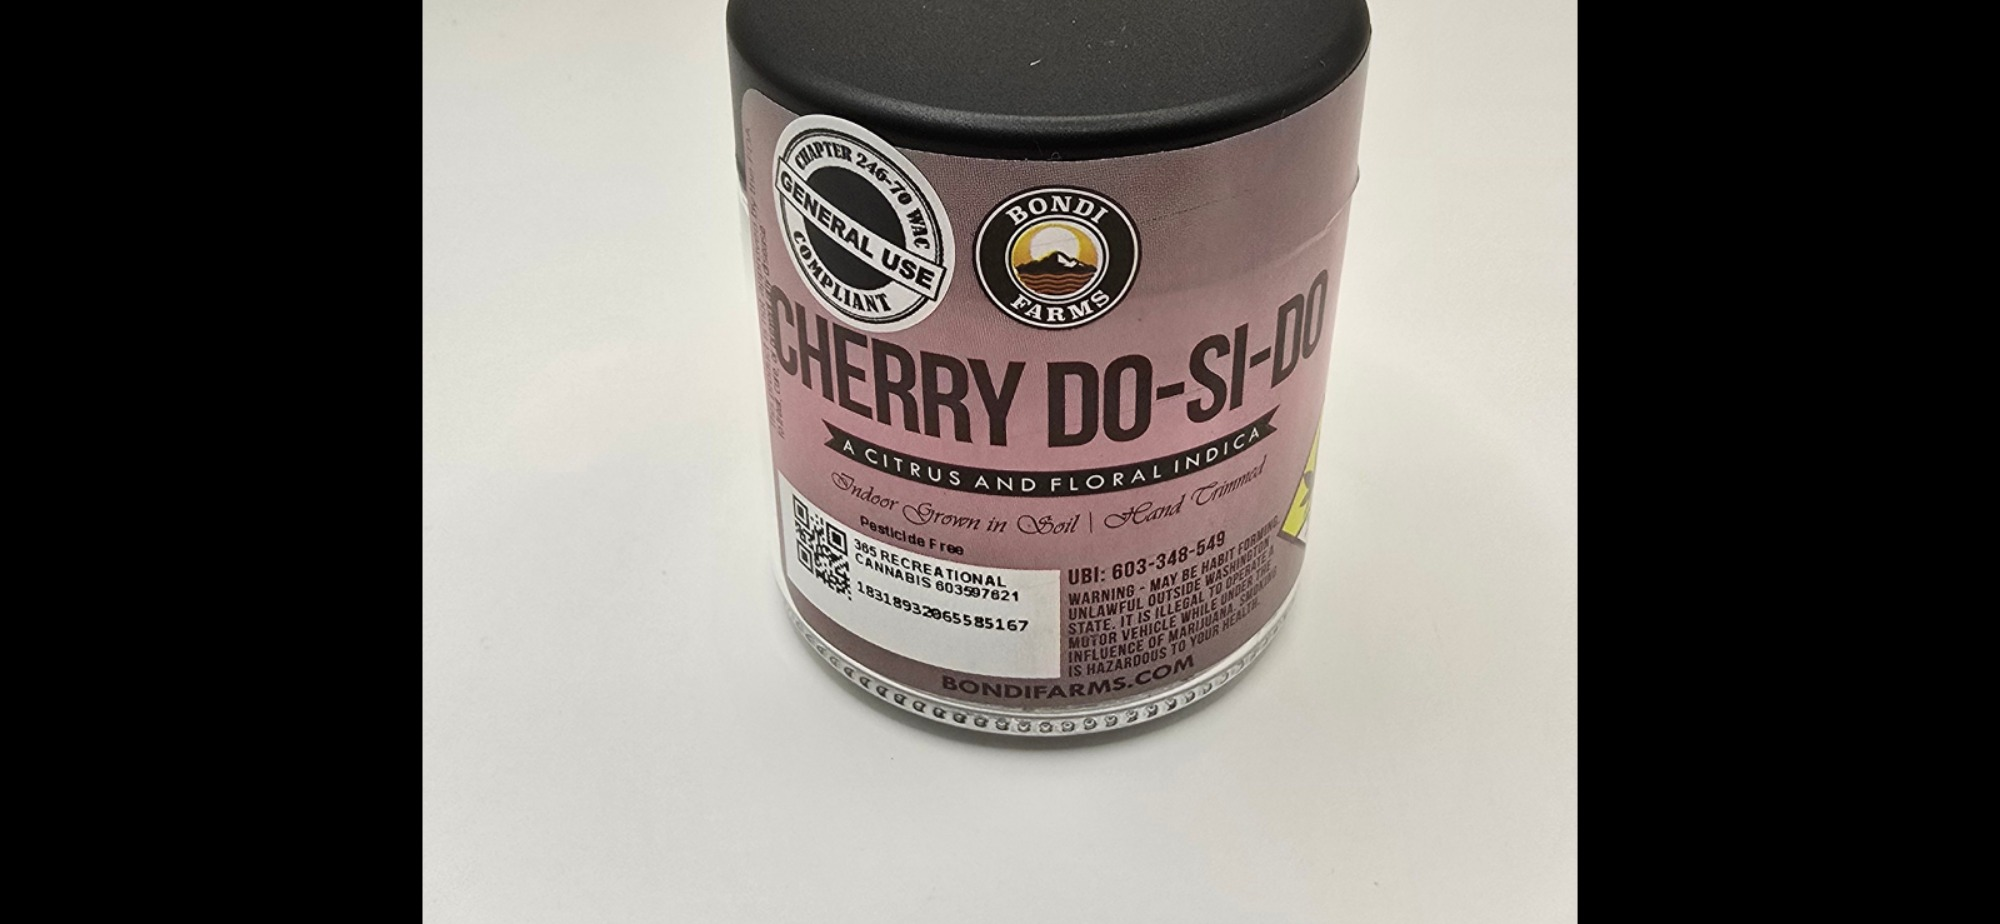 CHAPTER 246-70 WAC
GENERAL USE
COMPLIANT
BONDI
FARMS
CHERRY DO-SI-DO
A CITRUS AND FLORAL INDICA
Indoor Grown in Soil | Hand Trimmed
Pesticide Free
365 RECREATIONAL
CANNABIS 603597621
18318932065585167
UBI: 603-348-549
WARNING - MAY BE HABIT FORMING.
UNLAWFUL OUTSIDE WASHINGTON
STATE. IT IS ILLEGAL TO OPERATE A
MOTOR VEHICLE WHILE UNDER THE
INFLUENCE OF MARIJUANA. SMOKING
IS HAZARDOUS TO YOUR HEALTH.
BONDIFARMS.COM